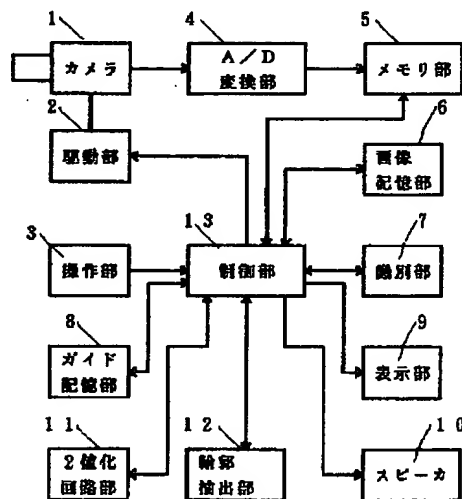 1
4
5
カメラ
A/D
変換部
メモリ部
2
6
駆動部
画像
記憶部
3
13
7
操作部
制御部
識別部
8
9
ガイド
記憶部
表示部
11
12
10
2値化
回路部
輪郭
抽出部
スピーカ